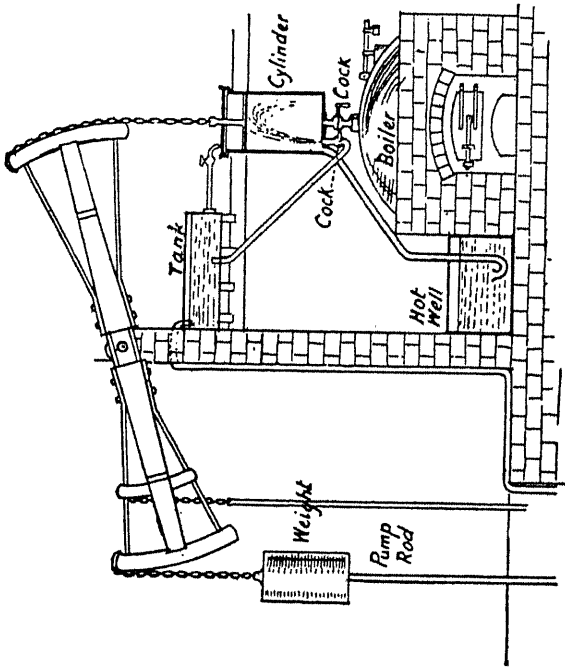 Cylinder
Cock
Boiler
Cock
Tank
Hot
Well
Weight
Pump
Rod